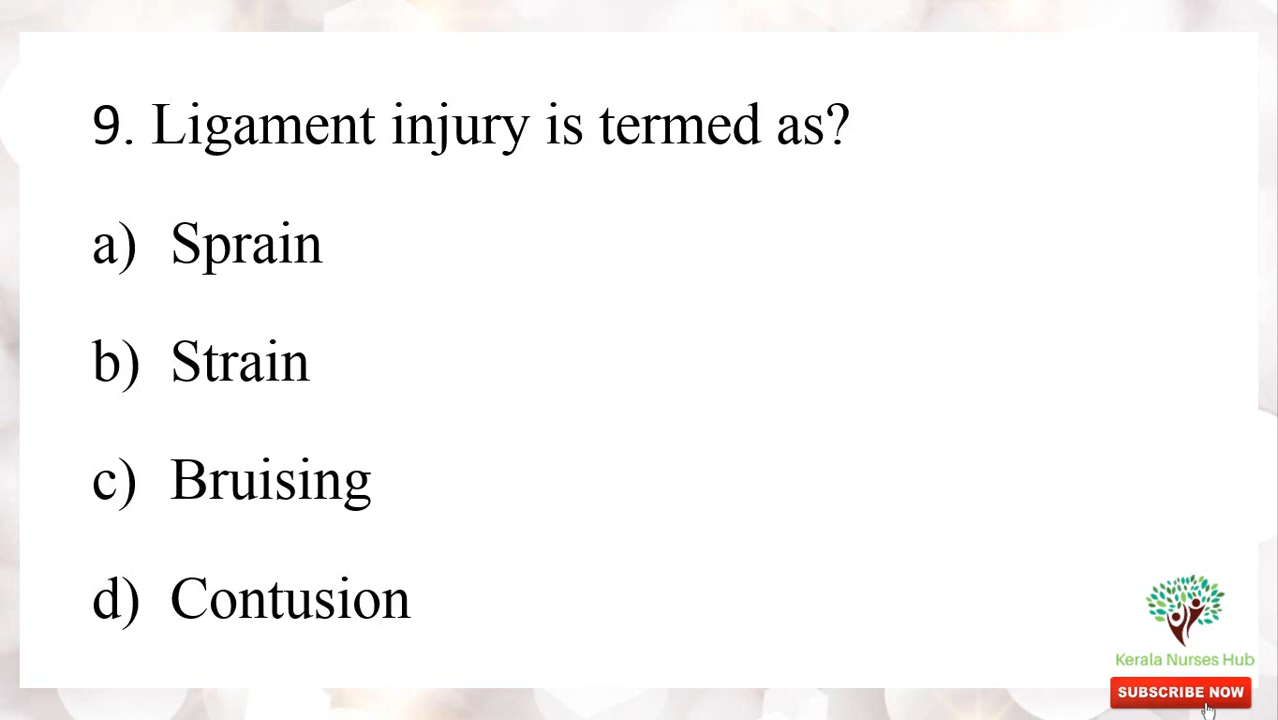 9. Ligament injury is termed as?
a) Sprain
b) Strain
c) Bruising
d) Contusion
Kerala Nurses Hub
SUBSCRIBE NOW